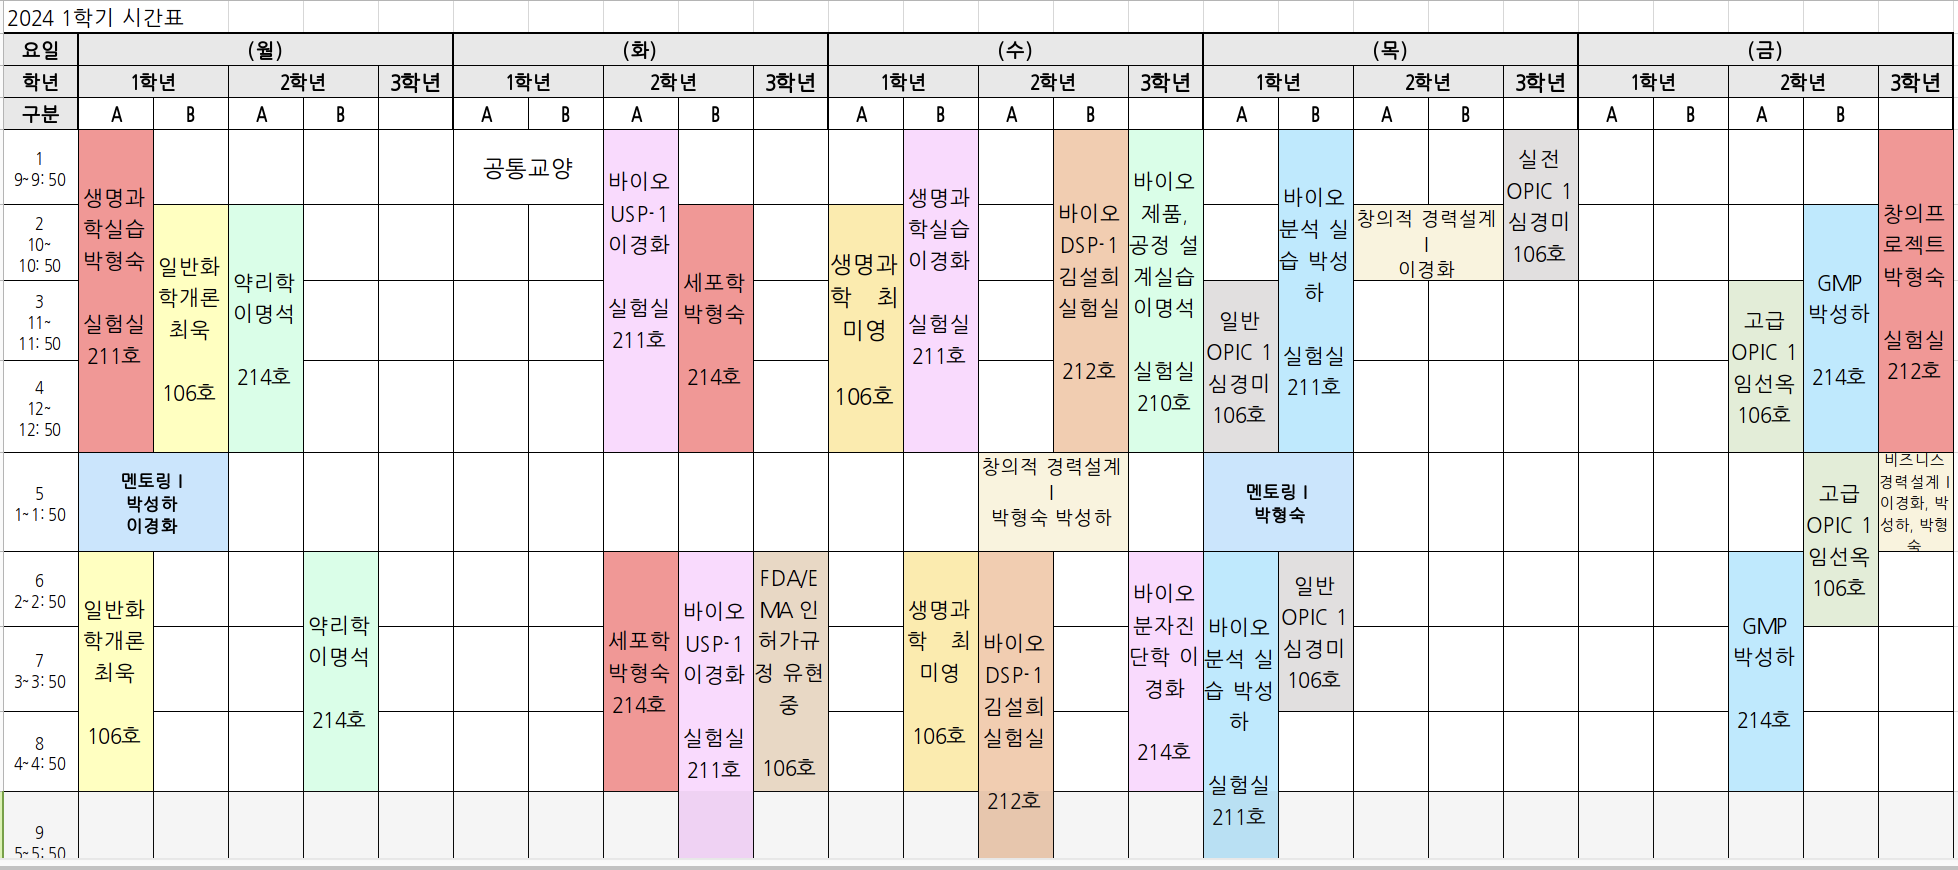 2024 1학기 시간표
요일 (월) (화) (수) (목) (금)
학년 1학년 2학년 3학년 1학년 2학년 3학년 1학년 2학년 3학년 1학년 2학년 3학년 1학년 2학년 3학년
구분 A B A B A B A B A B A B A B A B A B A B
1
9~9:50
2
10~
10:50
3
11~
11:50
4
12~
12:50
5
1~1:50
6
2~2:50
7
3~3:50
8
4~4:50
9
5~5:50
생명과
학실습
박형숙
실험실
211호
멘토링 I
박성하
이경화
일반화
학개론
최욱
106호
일반화
학개론
최욱
106호
약리학
이명석
214호
약리학
이명석
214호
공통교양
바이오
USP-1
이경화
실험실
211호
세포학
박형숙
214호
세포학
박형숙
214호
바이오
USP-1
이경화
실험실
211호
FDA/E
MA 인
허가규
정 유현
중
106호
생명과
학 최
미영
106호
생명과
학실습
이경화
실험실
211호
생명과
학 최
미영
106호
창의적 경력설계
I
박형숙 박성하
바이오
DSP-1
김설희
실험실
212호
바이오
DSP-1
김설희
실험실
212호
바이오
제품,
공정 설
계실습
이명석
실험실
210호
바이오
분자진
단학 이
경화
214호
일반
OPIC 1
심경미
106호
바이오
분석 실
습 박성
하
실험실
211호
멘토링 I
박형숙
바이오
분석 실
습 박성
하
실험실
211호
일반
OPIC 1
심경미
106호
창의적 경력설계
I
이경화
실전
OPIC 1
심경미
106호
고급
OPIC 1
임선옥
106호
GMP
박성하
214호
GMP
박성하
214호
고급
OPIC 1
임선옥
106호
창의프
로젝트
박형숙
실험실
212호
비즈니스
경력설계 I
이경화, 박
성하, 박형
숙